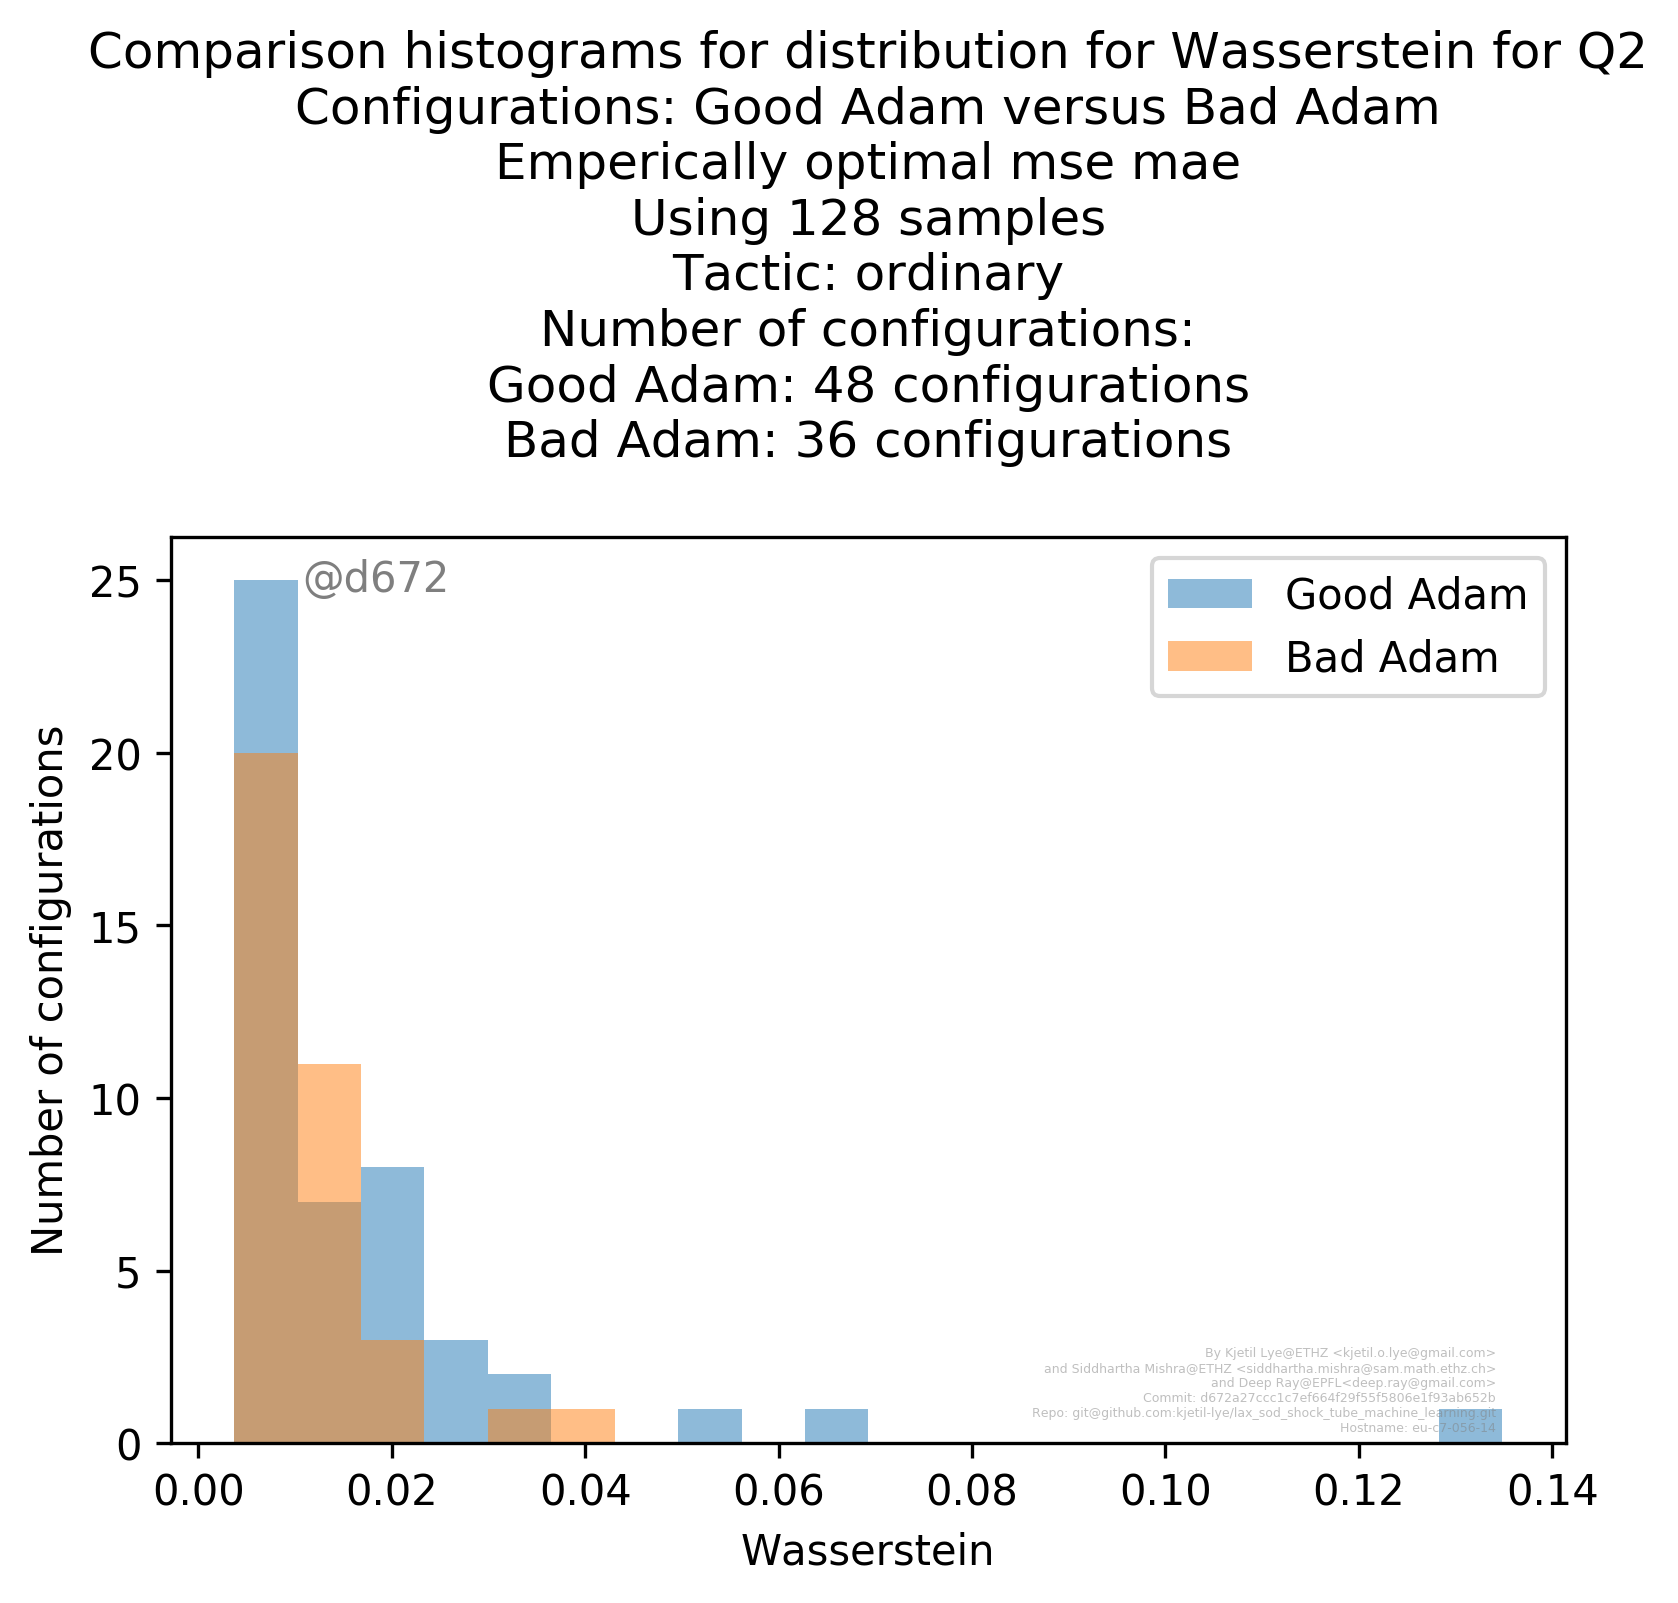 Comparison histograms for distribution for Wasserstein for Q2
Configurations: Good Adam versus Bad Adam
Emperically optimal mse mae
Using 128 samples
Tactic: ordinary
Number of configurations:
Good Adam: 48 configurations
Bad Adam: 36 configurations
@d672
Good Adam
Bad Adam
Number of configurations
25
20
15
10
5
0
By Kjetil Lye@ETHZ <kjetil.o.lye@gmail.com>
and Siddhartha Mishra@ETHZ <siddhartha.mishra@sam.math.ethz.ch>
and Deep Ray@EPFL<deep.ray@gmail.com>
Commit: d672a27ccc1c7ef664f29f55f5806e1f93ab652b
Repo: git@github.com:kjetil-lye/lax_sod_shock_tube_machine_learning.git
Hostname: eu-c7-056-14
0.00 0.02 0.04 0.06 0.08 0.10 0.12 0.14
Wasserstein